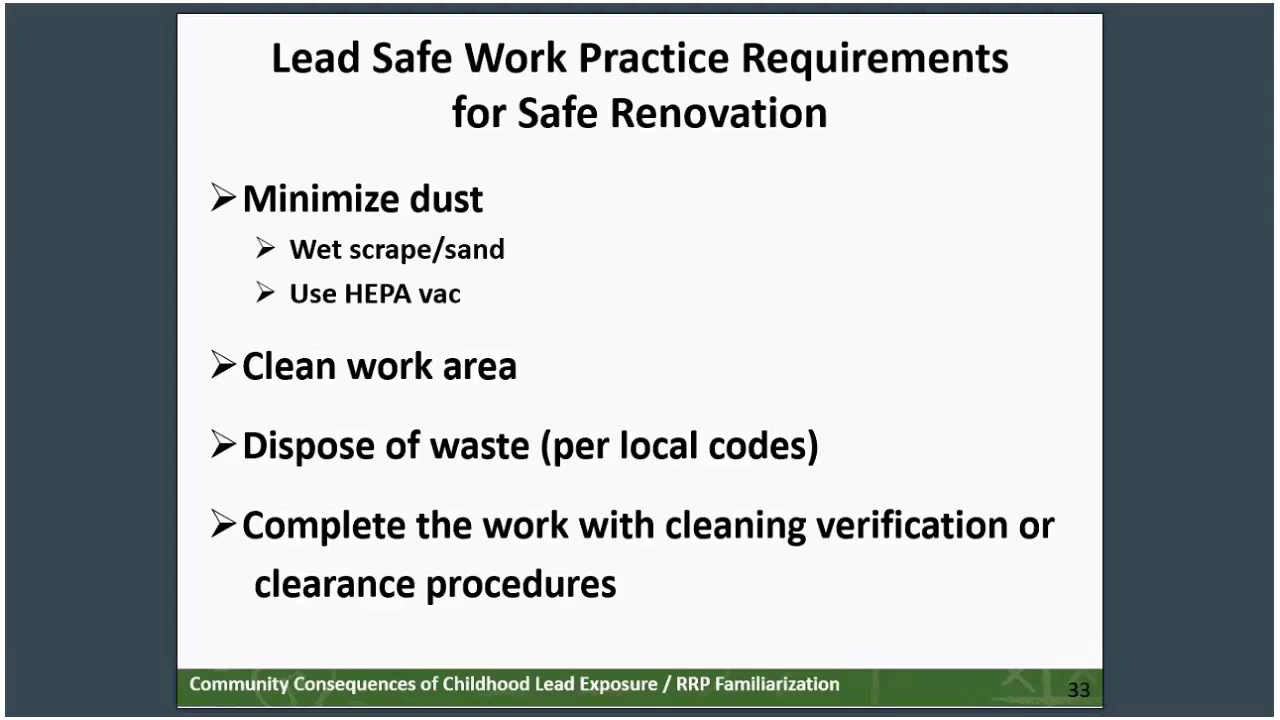 Lead Safe Work Practice Requirements
for Safe Renovation
Minimize dust
Wet scrape/sand
Use HEPA vac
Clean work area
Dispose of waste (per local codes)
Complete the work with cleaning verification or
clearance procedures
Community Consequences of Childhood Lead Exposure / RRP Familiarization
33